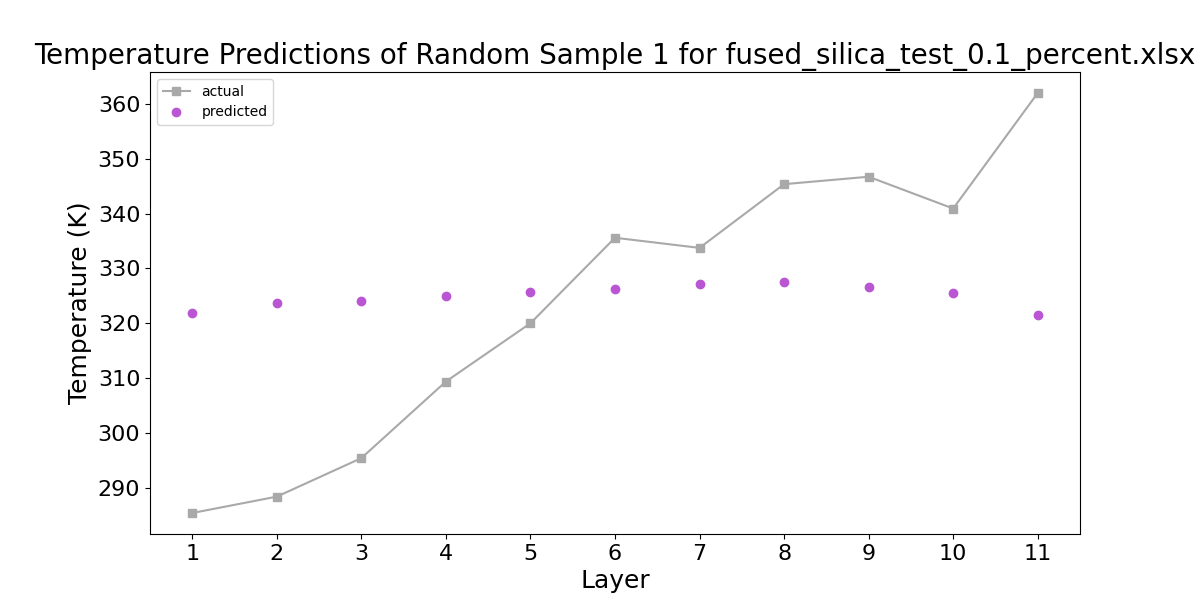 Temperature Predictions of Random Sample 1 for fused_silica_test_0.1_percent.xlsx
actual
predicted
360
350
340
330
320
310
300
290
Temperature (K)
1 2 3 4 5 6 7 8 9 10 11
Layer